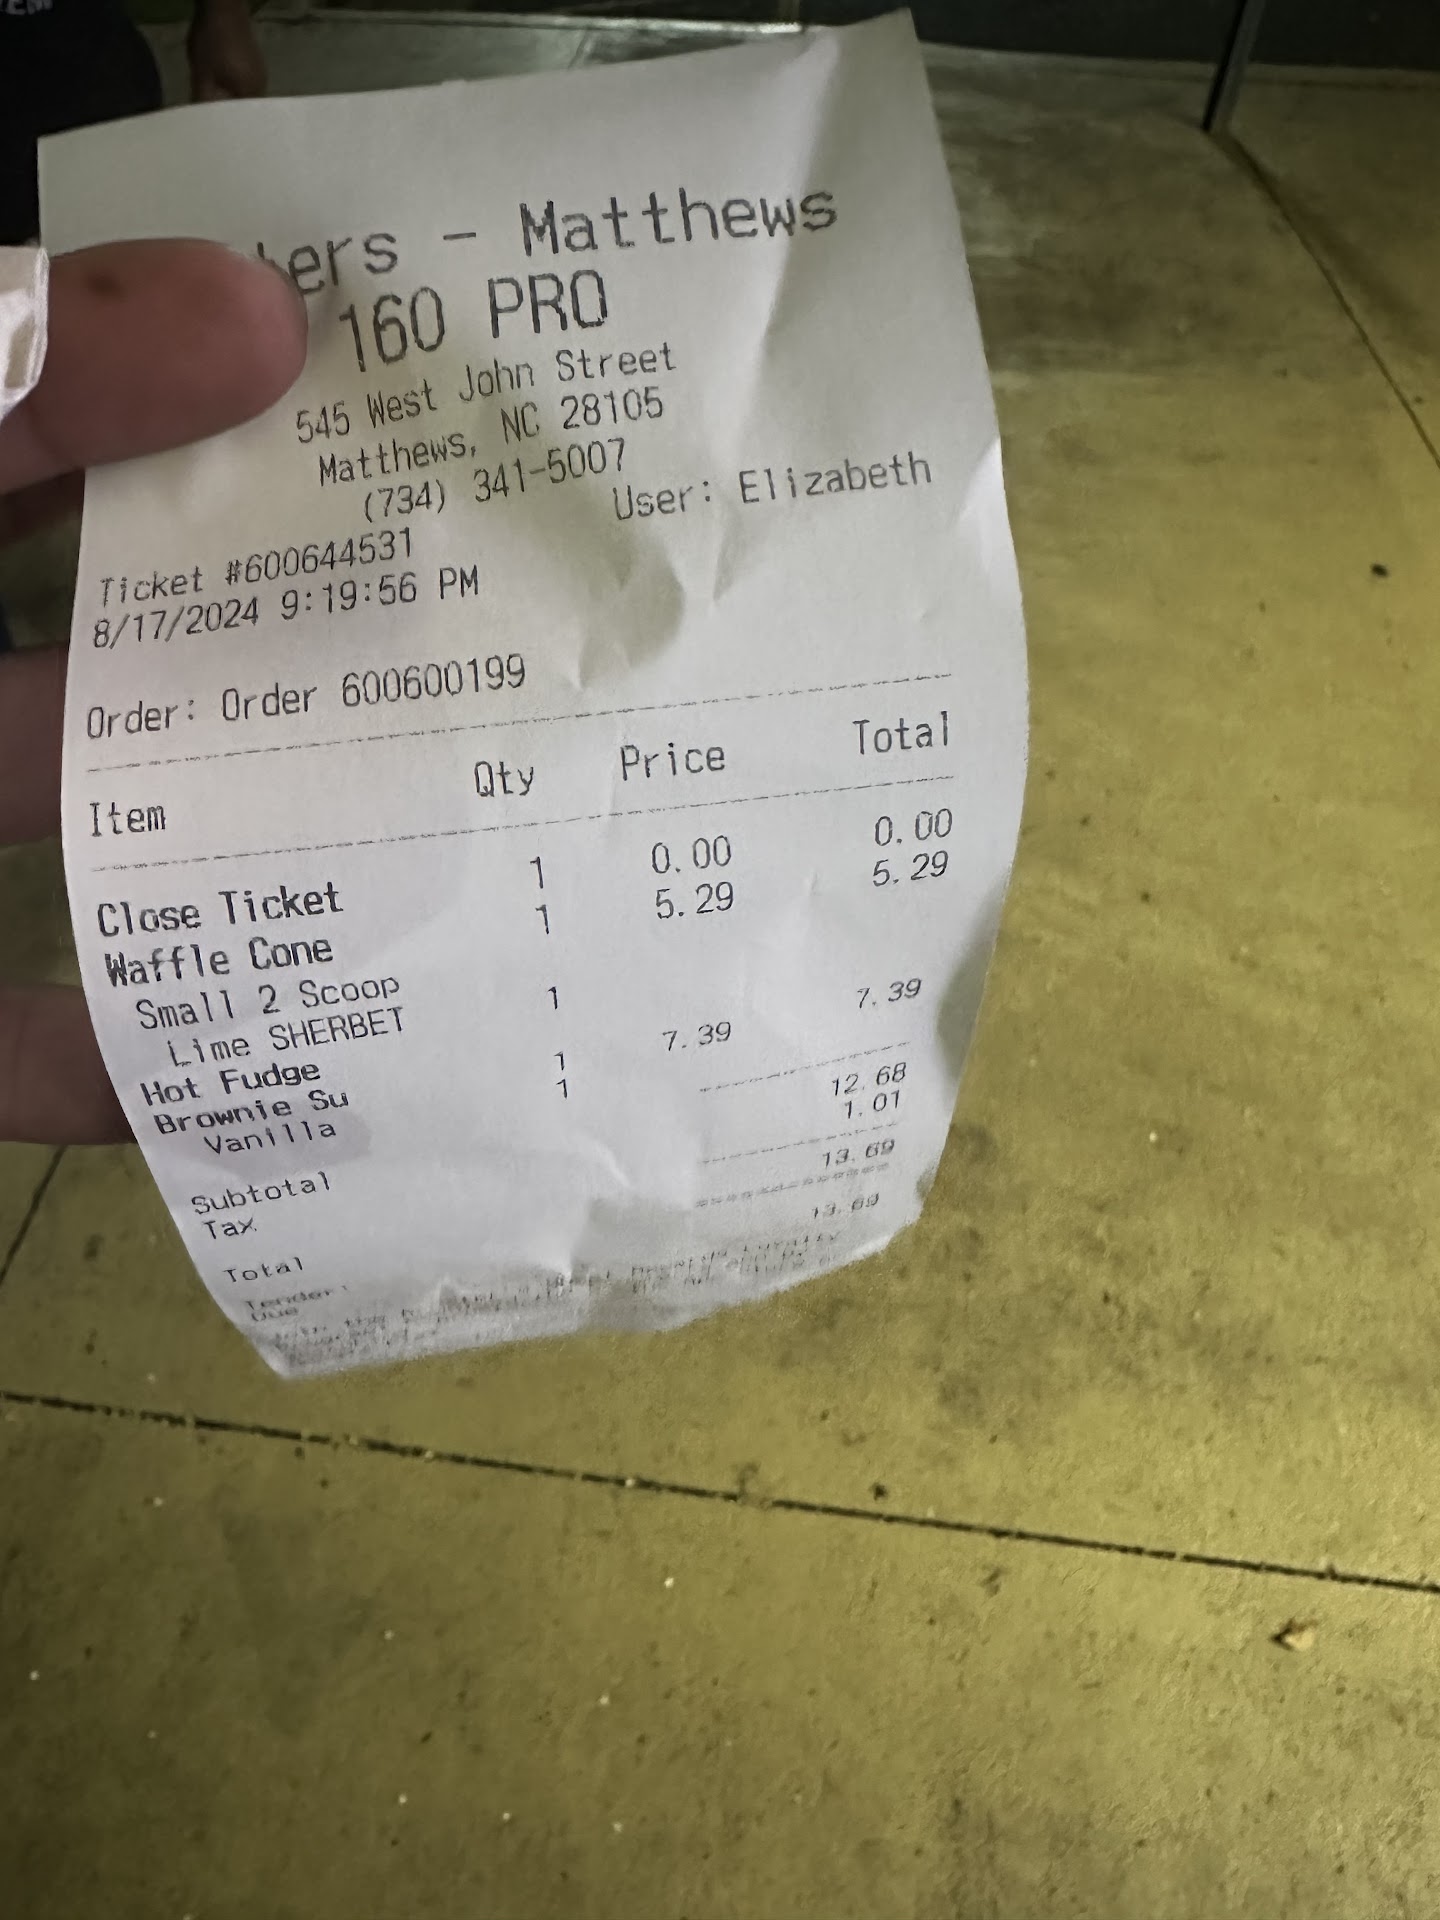 ters - Matthews
160 PRO
545 West John Street
Matthews, NC 28105
(734) 341-5007
User: Elizabeth
Ticket #600644531
8/17/2024 9:19:56 PM
Order: Order 600600199
Item Qty Price Total
Close Ticket 1 0.00 0.00
Waffle Cone 1 5.29 5.29
Small 2 Scoop
Lime SHERBET 1
Hot Fudge 7.39 7.39
Brownie Su 1
Vanilla 1
Subtotal 12.68
Tax 1.01
Total 13.69
Tender: 13.69
Due